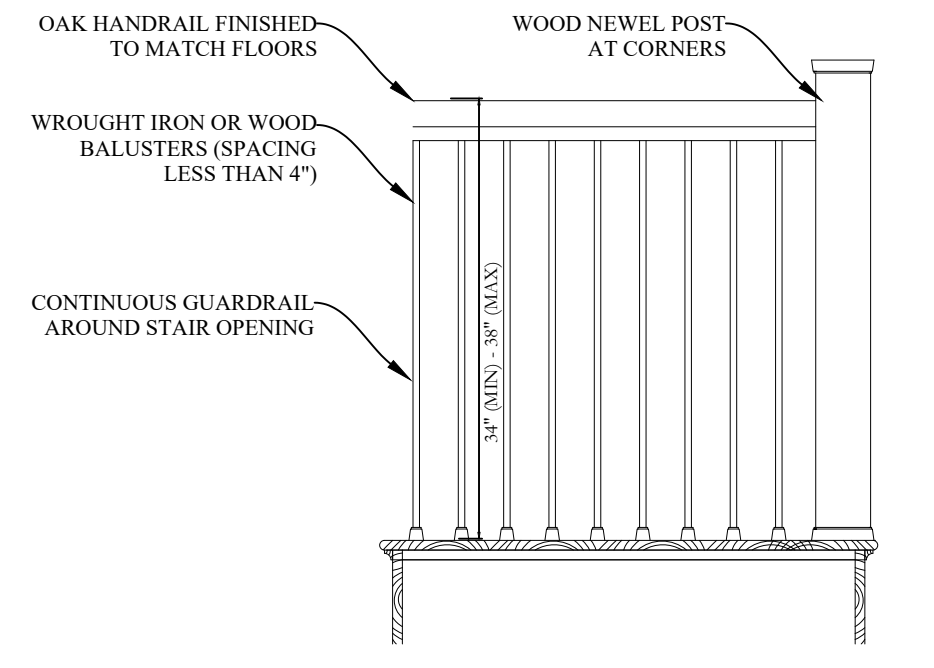 OAK HANDRAIL FINISHED
TO MATCH FLOORS
WOOD NEWEL POST
AT CORNERS
WROUGHT IRON OR WOOD
BALUSTERS (SPACING
LESS THAN 4")
CONTINUOUS GUARDRAIL
AROUND STAIR OPENING
34" (MIN) - 38" (MAX)